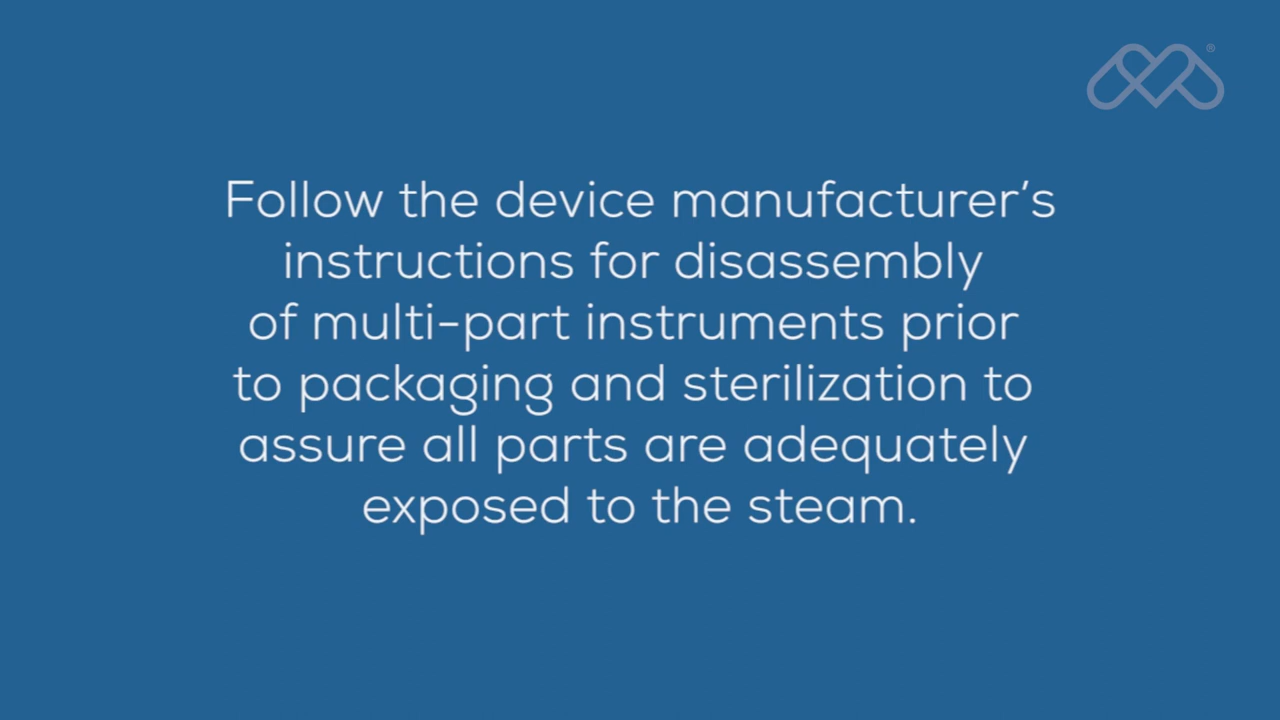 Follow the device manufacturer’s
instructions for disassembly
of multi-part instruments prior
to packaging and sterilization to
assure all parts are adequately
exposed to the steam.
®